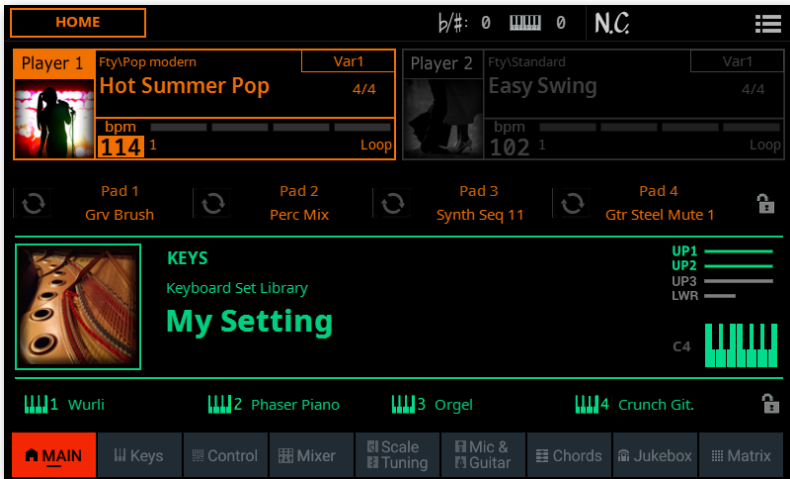 HOME
♭/♯: 0 0 N.C.
Player 1 Fty\Pop modern Var1
Hot Summer Pop 4/4
bpm
114 1 Loop
Player 2 Fty\Standard Var1
Easy Swing 4/4
bpm
102 1 Loop
Pad 1 Pad 2 Pad 3 Pad 4
Grv Brush Perc Mix Synth Seq 11 Gtr Steel Mute 1
KEYS
Keyboard Set Library
My Setting
UP1
UP2
UP3
LWR
C4
1 Wurli 2 Phaser Piano 3 Orgel 4 Crunch Git.
MAIN Keys Control Mixer Scale Tuning Mic & Guitar Chords Jukebox Matrix